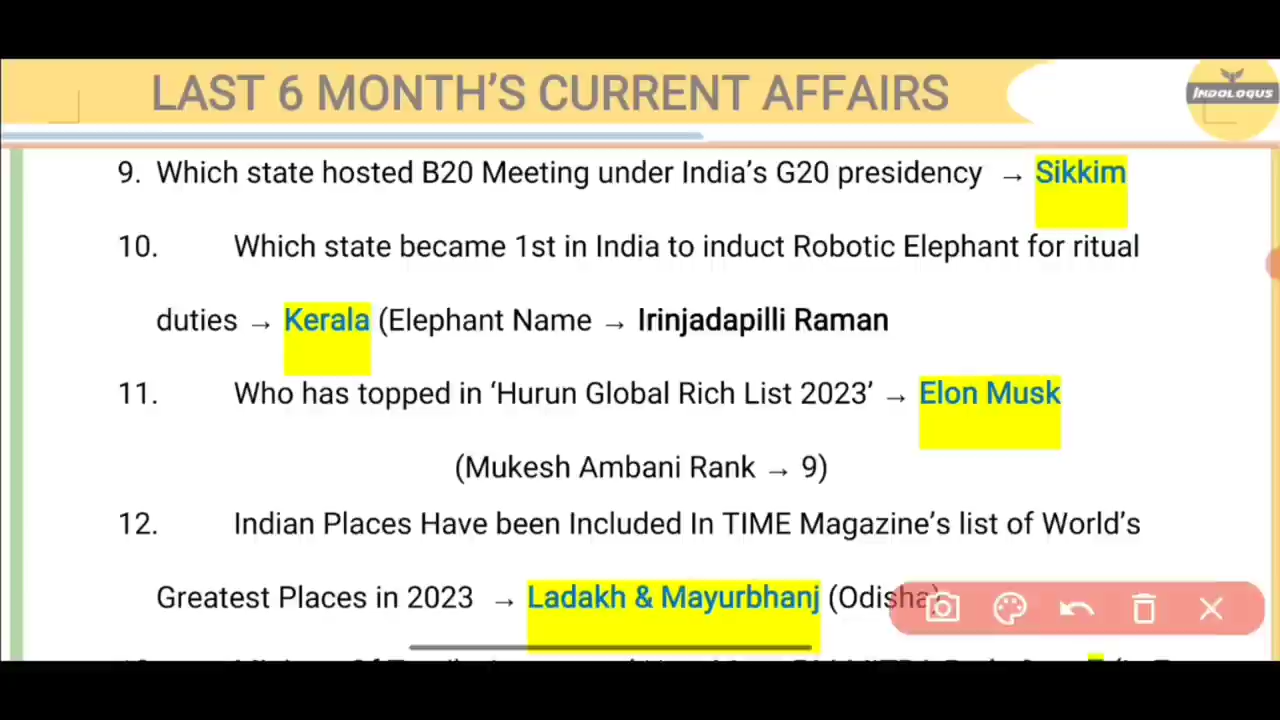 LAST 6 MONTH'S CURRENT AFFAIRS
INDOLOGUS
9. Which state hosted B20 Meeting under India's G20 presidency → Sikkim
10. Which state became 1st in India to induct Robotic Elephant for ritual
duties → Kerala (Elephant Name → Irinjadapilli Raman
11. Who has topped in 'Hurun Global Rich List 2023' → Elon Musk
(Mukesh Ambani Rank → 9)
12. Indian Places Have been Included In TIME Magazine's list of World's
Greatest Places in 2023 → Ladakh & Mayurbhanj (Odisha)